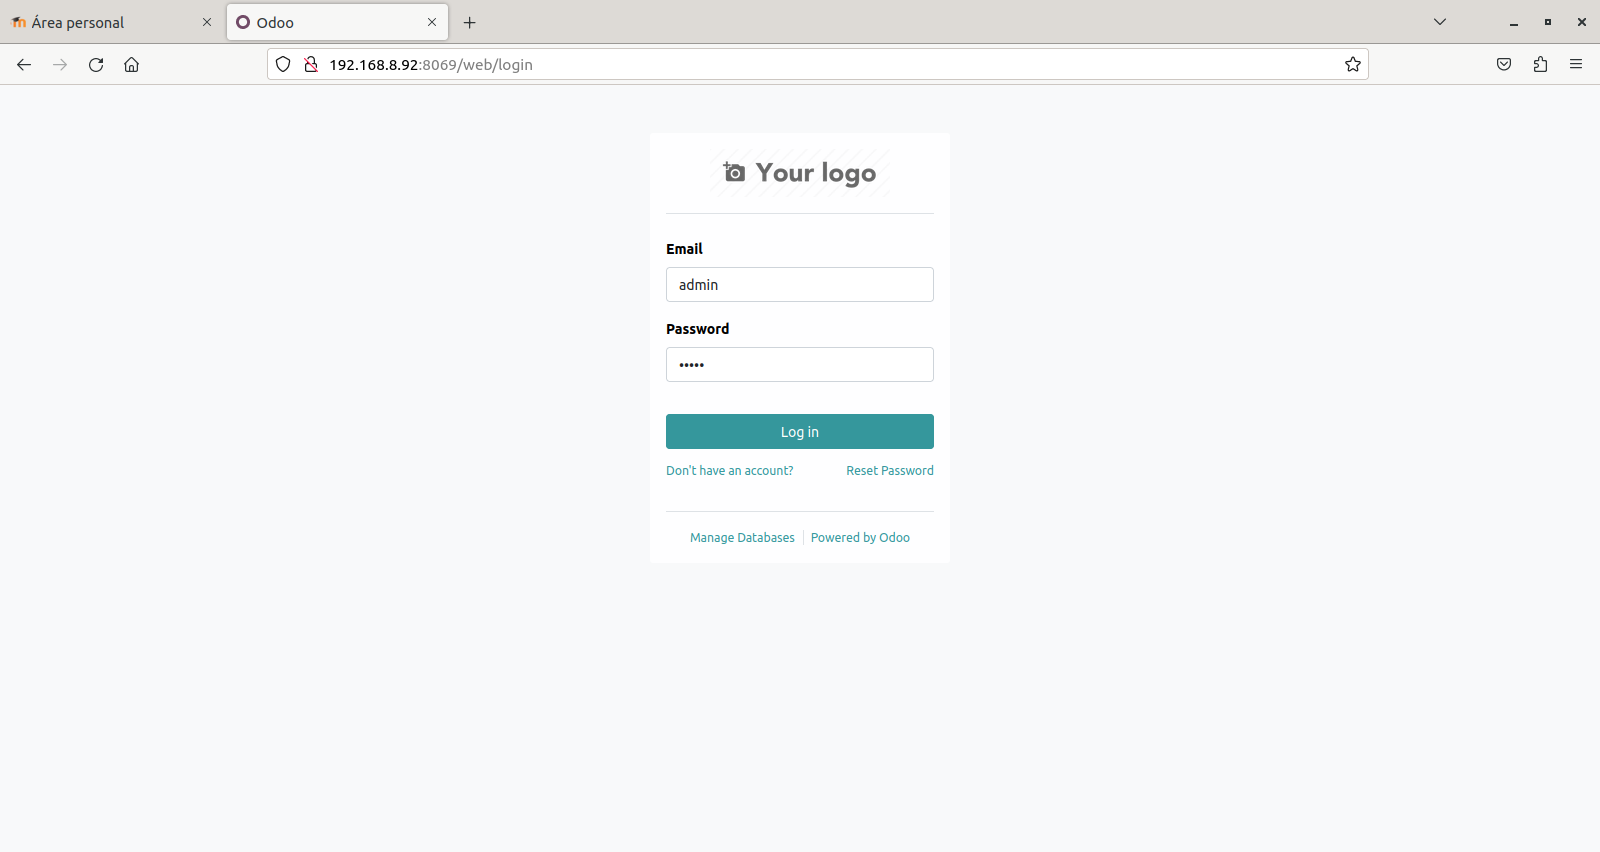 Área personal
Odoo
192.168.8.92:8069/web/login
Your logo
Email
admin
Password
•••••
Log in
Don't have an account? Reset Password
Manage Databases Powered by Odoo